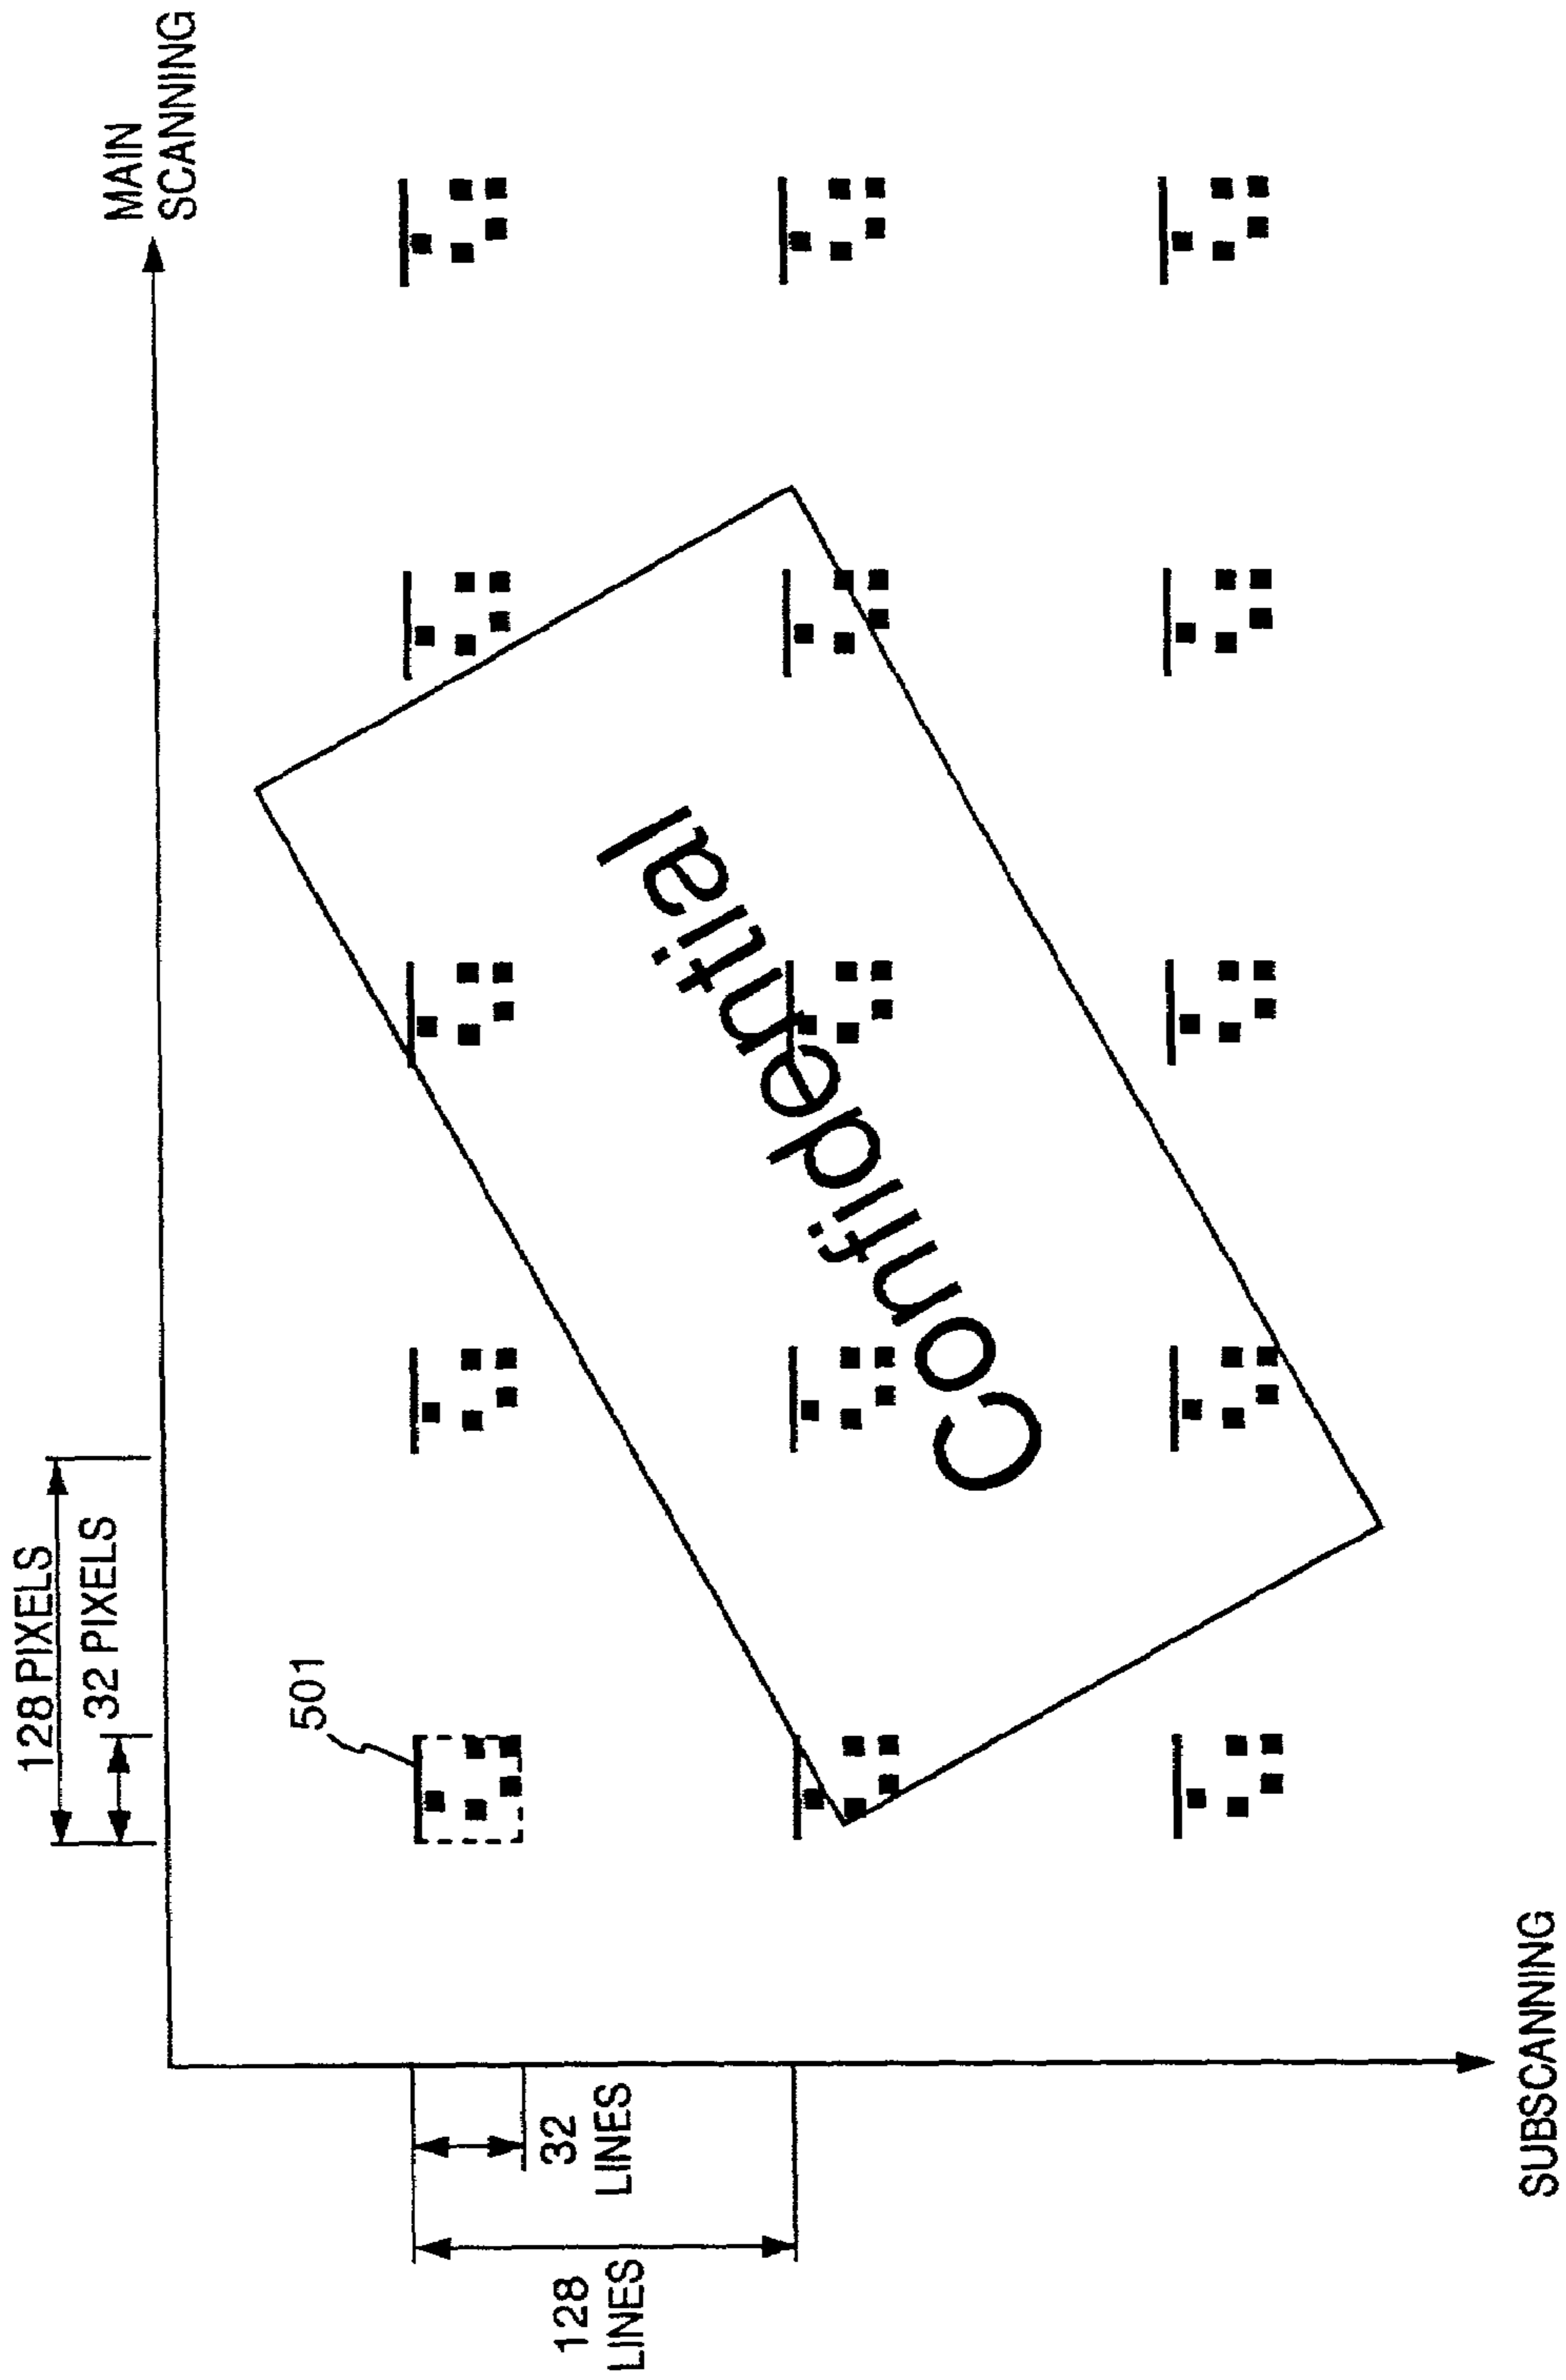 MAIN
SCANNING
128 PIXELS
32 PIXELS
501
Confidential
32
LINES
128
LINES
SUBSCANNING